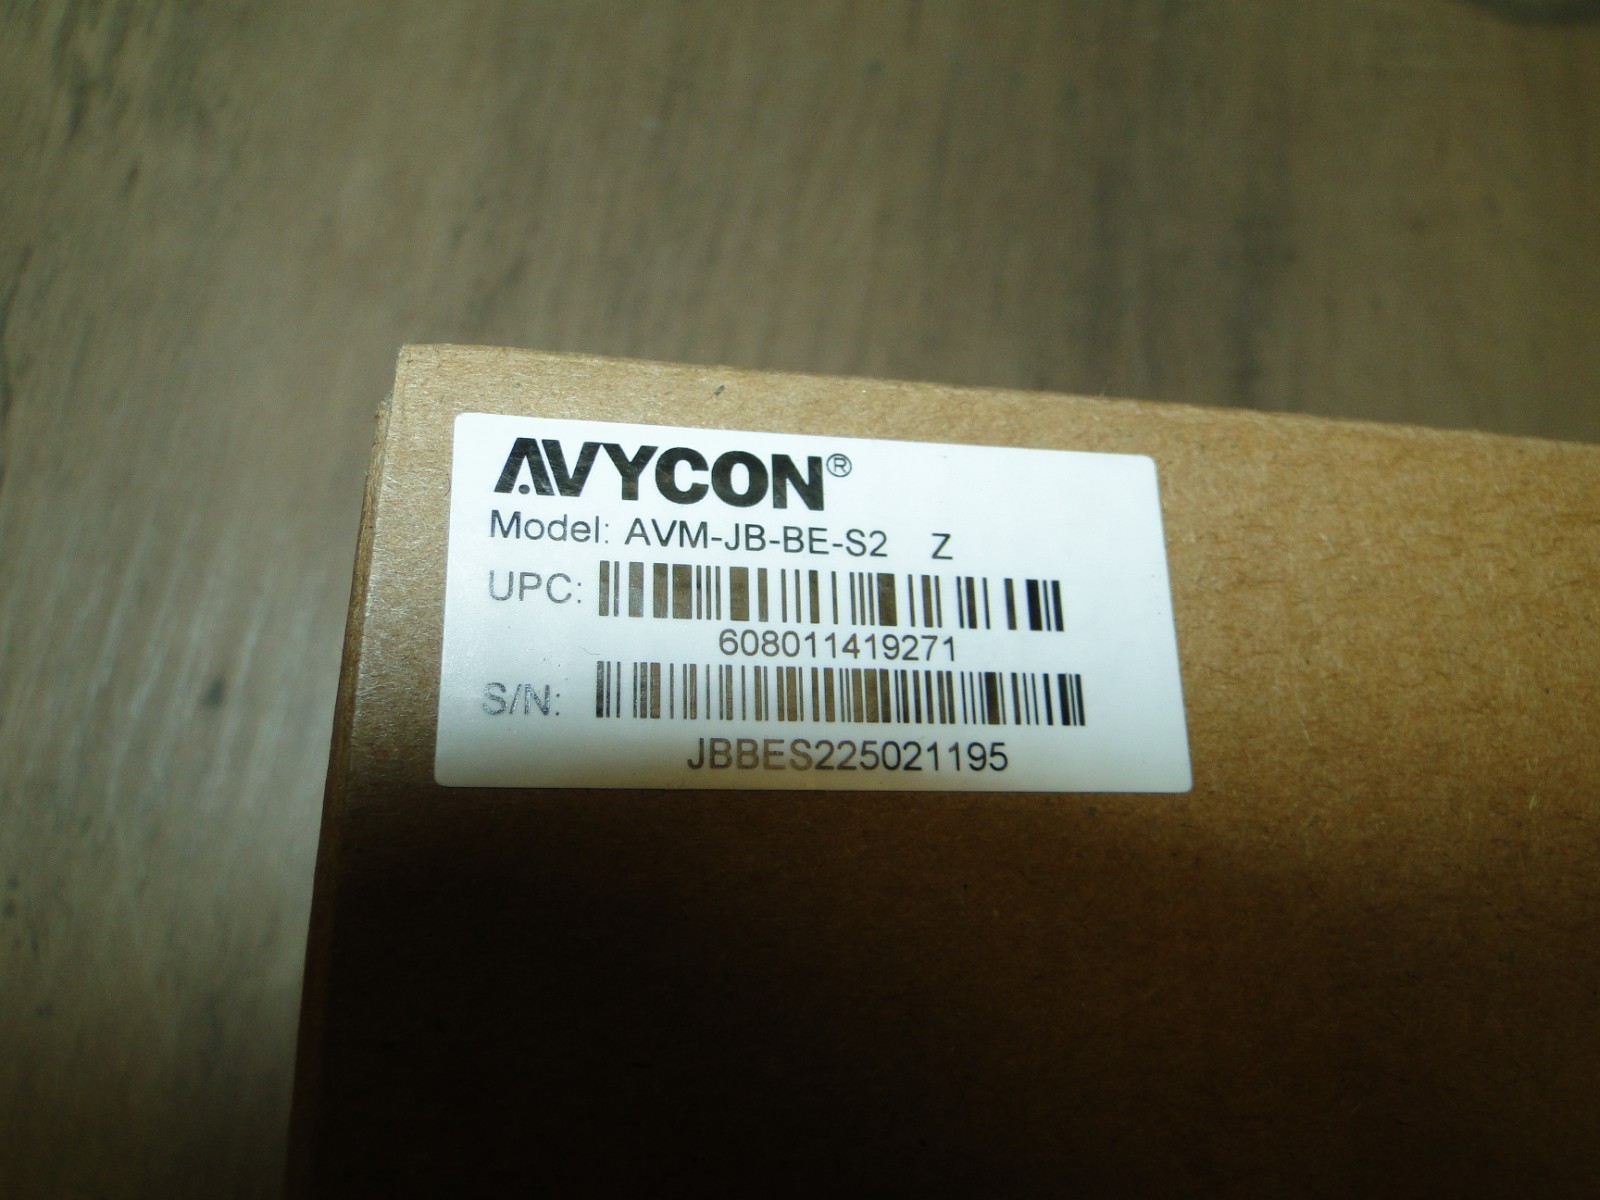 AVYCON®
Model: AVM-JB-BE-S2 Z
UPC:
608011419271
S/N:
JBBES225021195